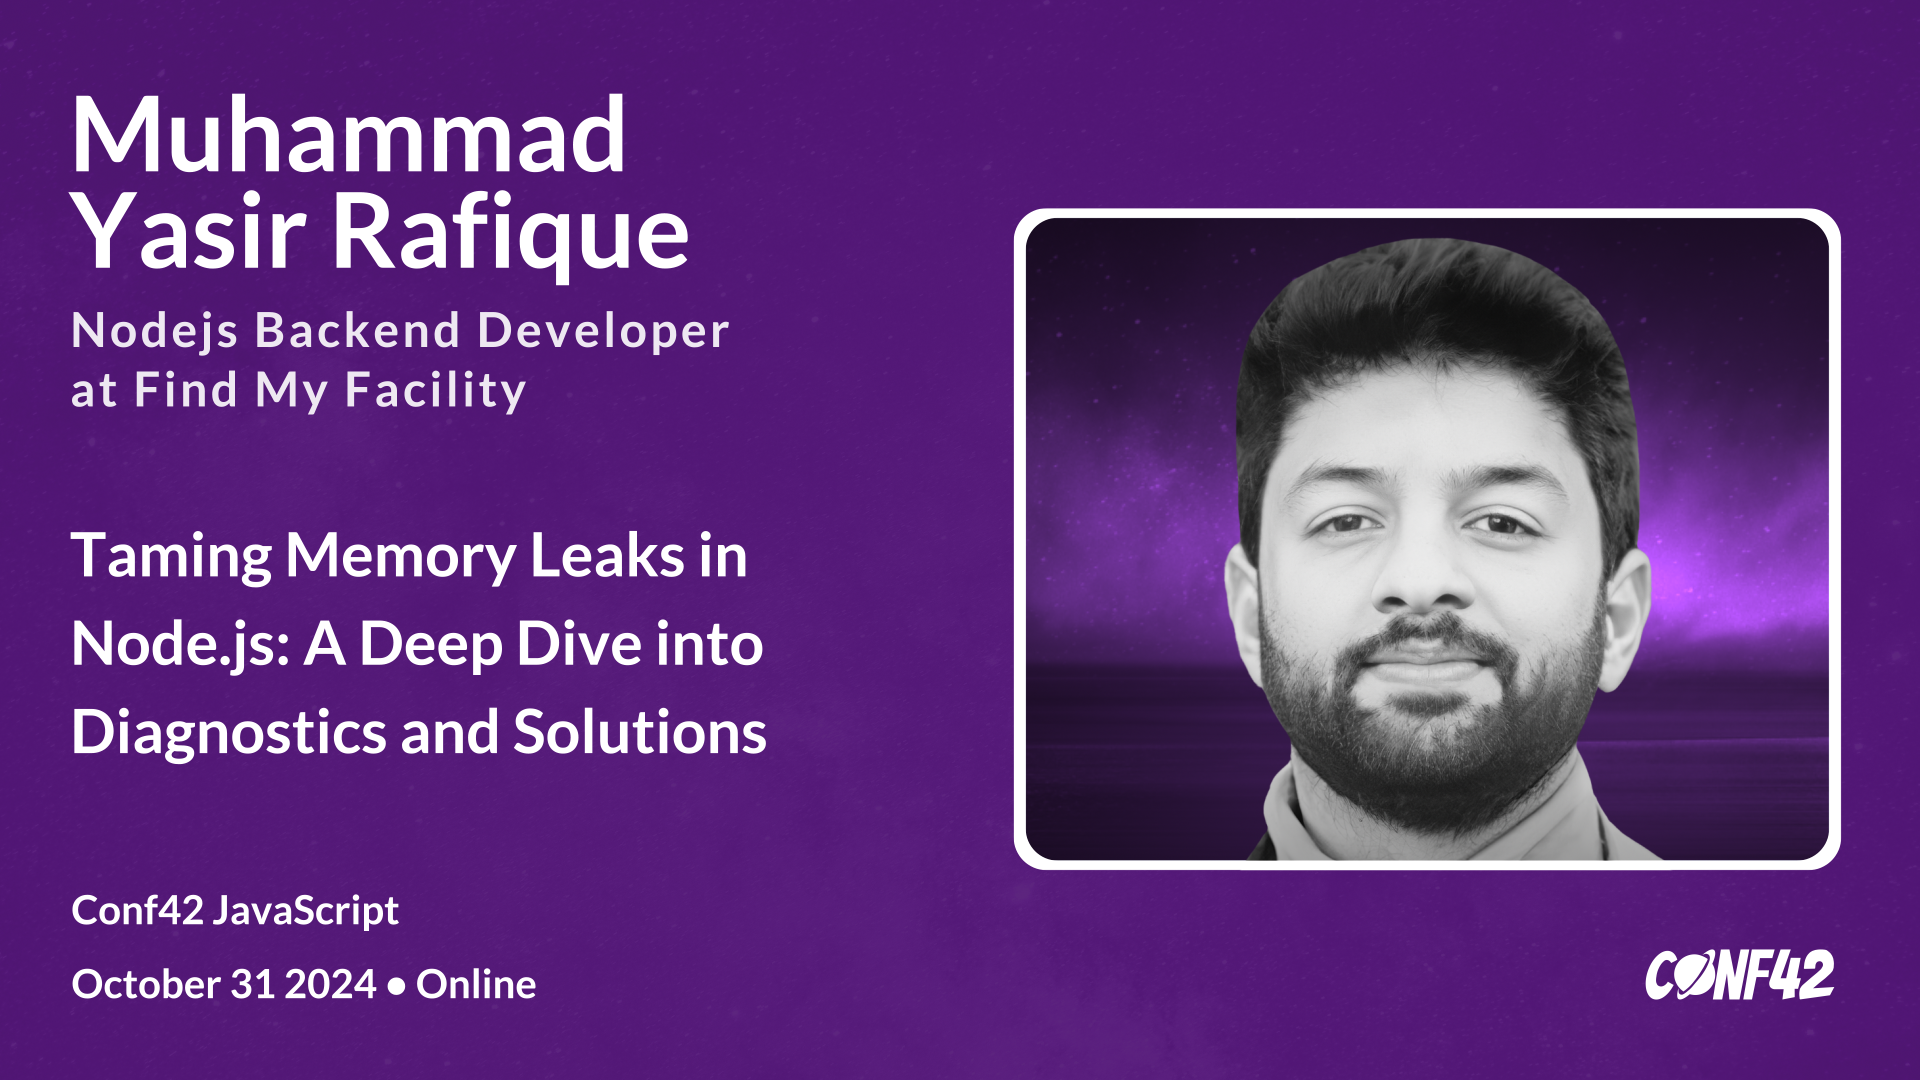 Muhammad
Yasir Rafique
Nodejs Backend Developer
at Find My Facility
Taming Memory Leaks in
Node.js: A Deep Dive into
Diagnostics and Solutions
Conf42 JavaScript
October 31 2024 • Online
CONF42